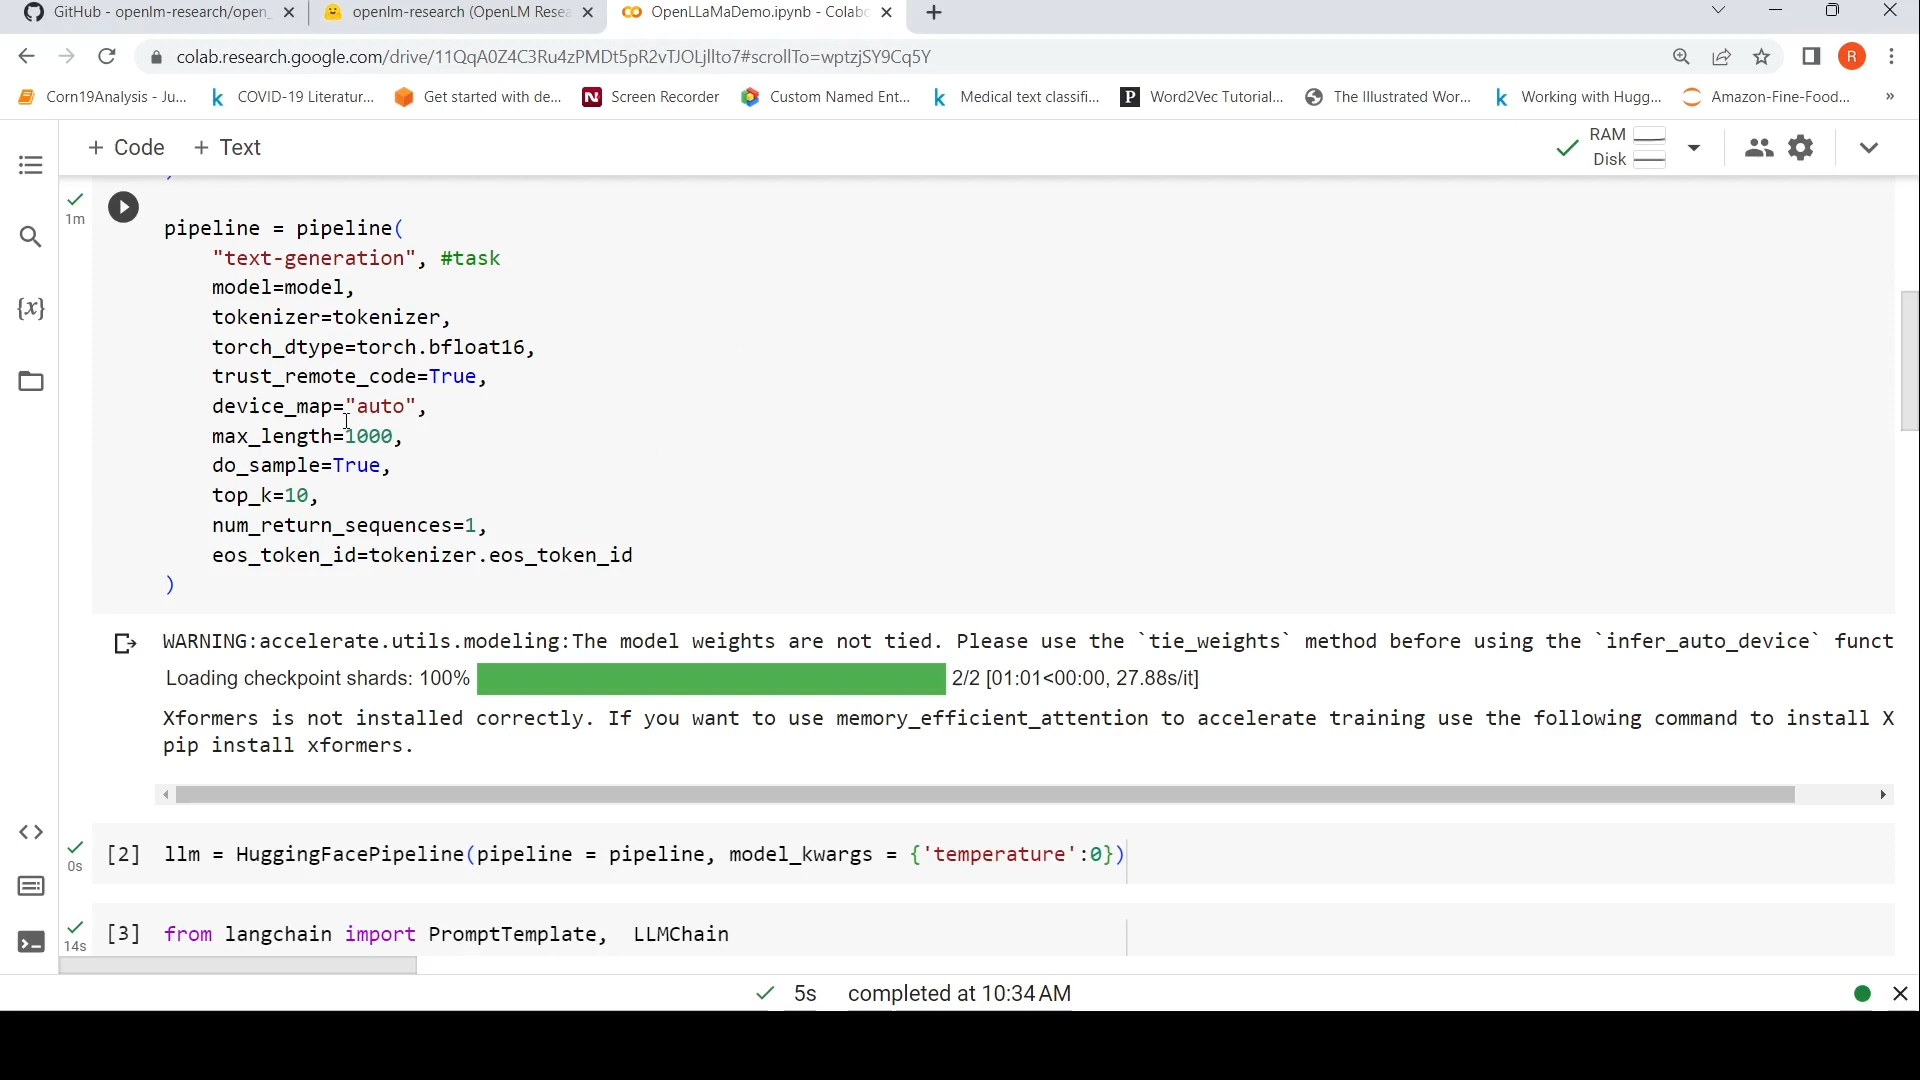 GitHub - openlm-research/open_
openlm-research (OpenLM Resea
OpenLLaMaDemo.ipynb - Colabo
colab.research.google.com/drive/11QqA0Z4C3Ru4zPMDt5pR2vTJOLjllto7#scrollTo=wptzjSY9Cq5Y
R
Corn19Analysis - Ju...
COVID-19 Literatur...
Get started with de...
Screen Recorder
Custom Named Ent...
Medical text classifi...
Word2Vec Tutorial...
The Illustrated Wor...
Working with Hugg...
Amazon-Fine-Food...
»
+ Code
+ Text
RAM
Disk
1m
pipeline = pipeline(
"text-generation", #task
model=model,
tokenizer=tokenizer,
torch_dtype=torch.bfloat16,
trust_remote_code=True,
device_map="auto",
max_length=1000,
do_sample=True,
top_k=10,
num_return_sequences=1,
eos_token_id=tokenizer.eos_token_id
)
WARNING:accelerate.utils.modeling:The model weights are not tied. Please use the `tie_weights` method before using the `infer_auto_device` funct
Loading checkpoint shards: 100% 2/2 [01:01<00:00, 27.88s/it]
Xformers is not installed correctly. If you want to use memory_efficient_attention to accelerate training use the following command to install X
pip install xformers.
0s
[2] llm = HuggingFacePipeline(pipeline = pipeline, model_kwargs = {'temperature':0})
14s
[3] from langchain import PromptTemplate, LLMChain
5s completed at 10:34 AM